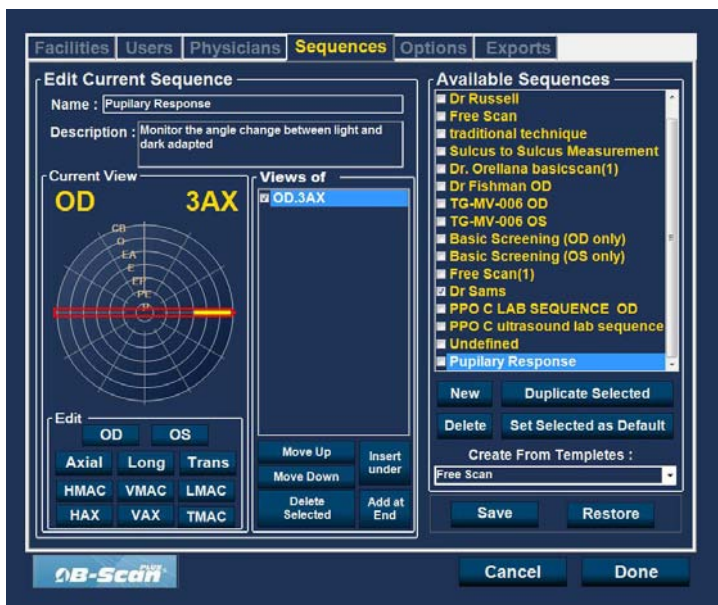 Facilities Users Physicians Sequences Options Exports
Edit Current Sequence
Name : Pupilary Response
Description : Monitor the angle change between light and
dark adapted
Current View
OD 3AX
CB
O
EA
E
EP
PE
P
Edit
OD OS
Axial Long Trans
HMAC VMAC LMAC
HAX VAX TMAC
Views of
OD.3AX
Move Up
Move Down
Delete
Selected
Insert
under
Add at
End
Available Sequences
Dr Russell
Free Scan
traditional technique
Sulcus to Sulcus Measurement
Dr. Orellana basicscan(1)
Dr Fishman OD
TG-MV-006 OD
TG-MV-006 OS
Basic Screening (OD only)
Basic Screening (OS only)
Free Scan(1)
Dr Sams
PPO C LAB SEQUENCE OD
PPO C ultrasound lab sequence
Undefined
Pupilary Response
New Duplicate Selected
Delete Set Selected as Default
Create From Templetes :
Free Scan
Save Restore
B-Scan PLUS
Cancel Done